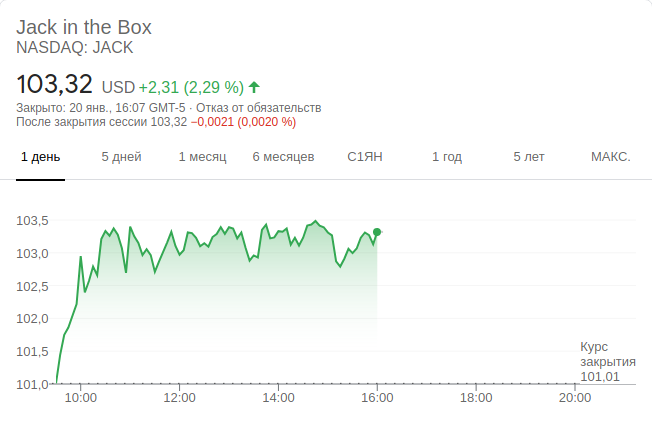 Jack in the Box
NASDAQ: JACK
103,32 USD +2,31 (2,29 %)
Закрыто: 20 янв., 16:07 GMT-5 · Отказ от обязательств
После закрытия сессии 103,32 −0,0021 (0,0020 %)
1 день 5 дней 1 месяц 6 месяцев С1ЯН 1 год 5 лет МАКС.
103,5
103,0
102,5
102,0
101,5
101,0
Курс
закрытия
101,01
10:00 12:00 14:00 16:00 18:00 20:00